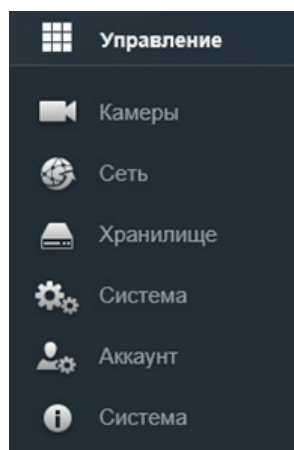 Управление
Камеры
Сеть
Хранилище
Система
Аккаунт
Система